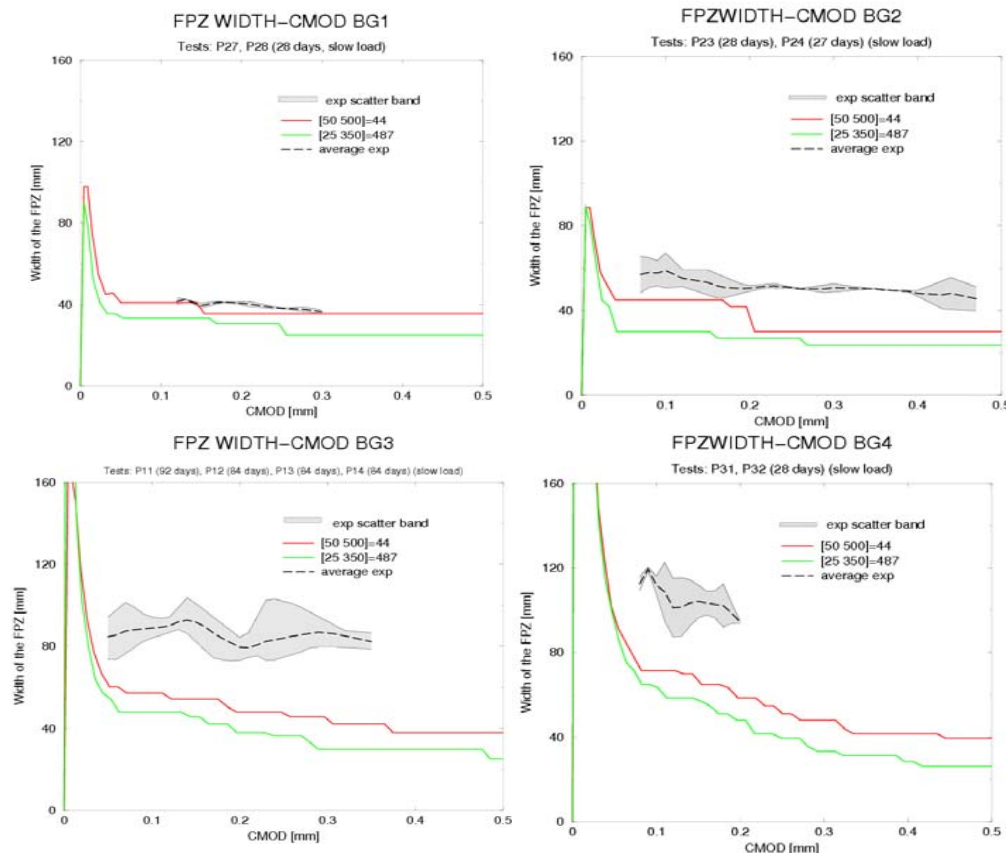 FPZ WIDTH-CMOD BG1
Tests: P27, P28 (28 days, slow load)
160
120
80
40
0
Width of the FPZ [mm]
exp scatter band
[50 500]=44
[25 350]=487
average exp
0 0.1 0.2 0.3 0.4 0.5
CMOD [mm]
FPZWIDTH-CMOD BG2
Tests: P23 (28 days), P24 (27 days) (slow load)
160
120
80
40
0
Width of the FPZ [mm]
exp scatter band
[50 500]=44
[25 350]=487
average exp
0 0.1 0.2 0.3 0.4 0.5
CMOD [mm]
FPZ WIDTH-CMOD BG3
Tests: P11 (92 days), P12 (84 days), P13 (84 days), P14 (84 days) (slow load)
160
120
80
40
0
Width of the FPZ [mm]
exp scatter band
[50 500]=44
[25 350]=487
average exp
0 0.1 0.2 0.3 0.4 0.5
CMOD [mm]
FPZWIDTH-CMOD BG4
Tests: P31, P32 (28 days) (slow load)
160
120
80
40
0
Width of the FPZ [mm]
exp scatter band
[50 500]=44
[25 350]=487
average exp
0 0.1 0.2 0.3 0.4 0.5
CMOD [mm]